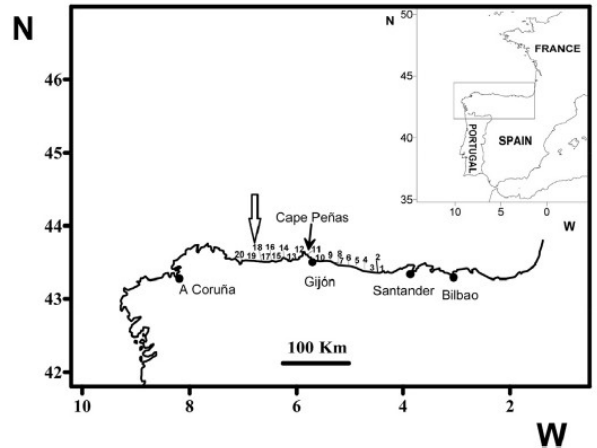 N
46
45
44
43
42
10
8
6
4
2
W
100 Km
Cape Peñas
A Coruña
Gijón
Santander
Bilbao
20
19
18
17
16
15
14
13
12
11
10
9
8
7
6
5
4
3
2
1
N
50
45
40
35
10
5
0
W
FRANCE
SPAIN
PORTUGAL